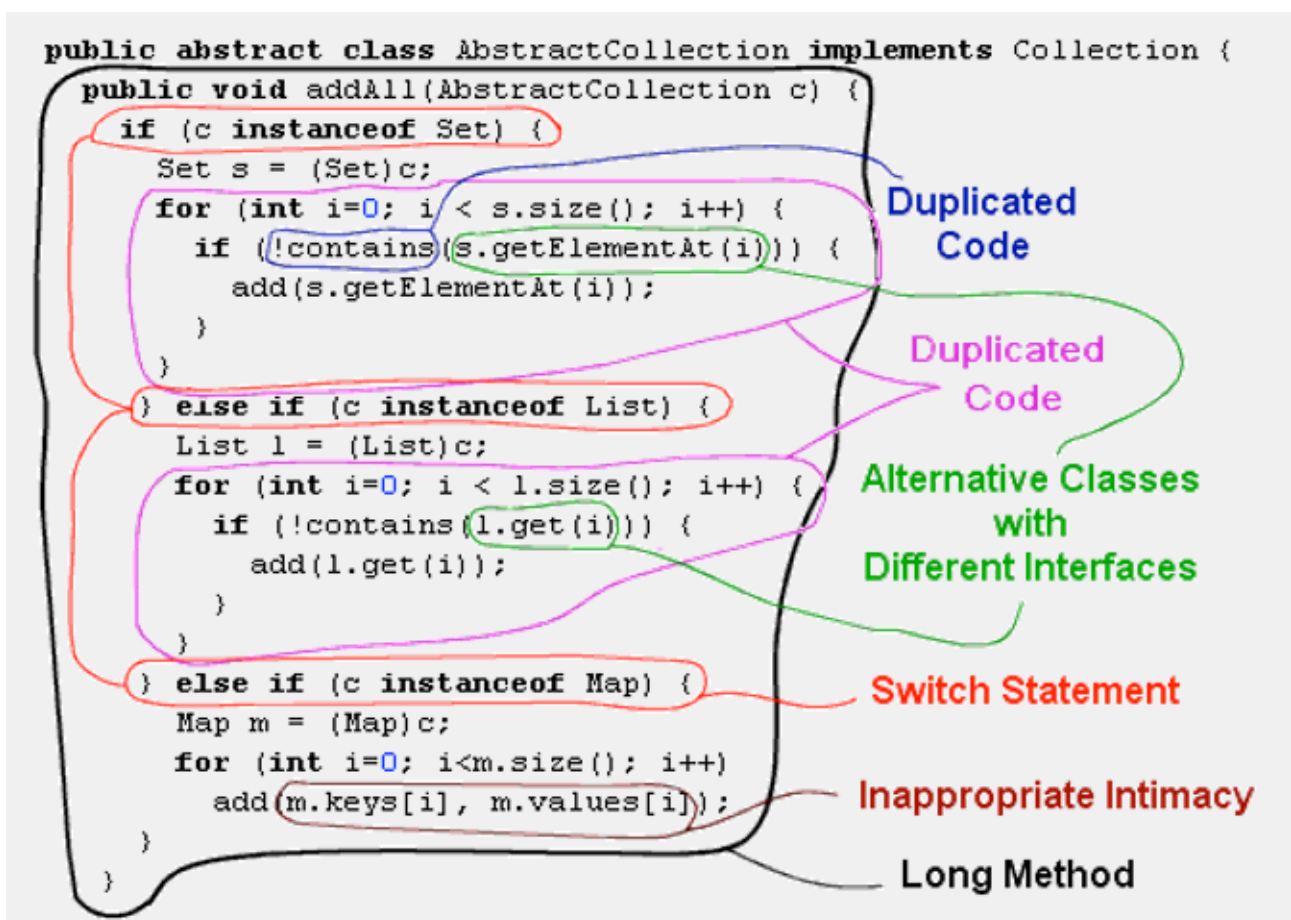 public abstract class AbstractCollection implements Collection {
public void addAll(AbstractCollection c) {
if (c instanceof Set) {
Set s = (Set)c;
for (int i=0; i < s.size(); i++) {
if (!contains(s.getElementAt(i))) {
add(s.getElementAt(i));
}
}
} else if (c instanceof List) {
List l = (List)c;
for (int i=0; i < l.size(); i++) {
if (!contains(l.get(i))) {
add(l.get(i));
}
}
} else if (c instanceof Map) {
Map m = (Map)c;
for (int i=0; i<m.size(); i++)
add(m.keys[i], m.values[i]);
}
}
Duplicated
Code
Duplicated
Code
Alternative Classes
with
Different Interfaces
Switch Statement
Inappropriate Intimacy
Long Method